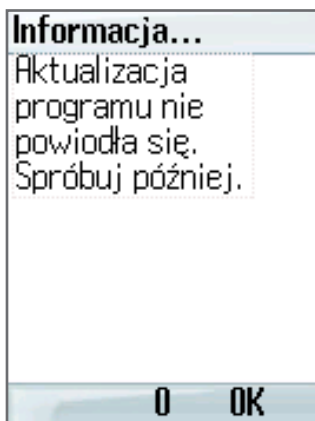 Informacja...
Aktualizacja
programu nie
powiodła się.
Spróbuj później.
0 OK